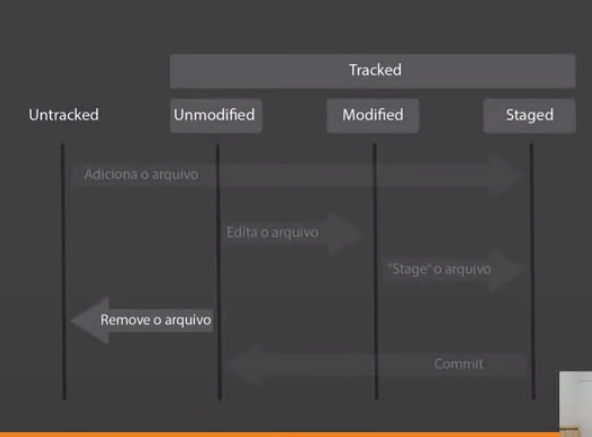 Tracked
Untracked
Unmodified
Modified
Staged
Adiciona o arquivo
Edita o arquivo
"Stage" o arquivo
Remove o arquivo
Commit